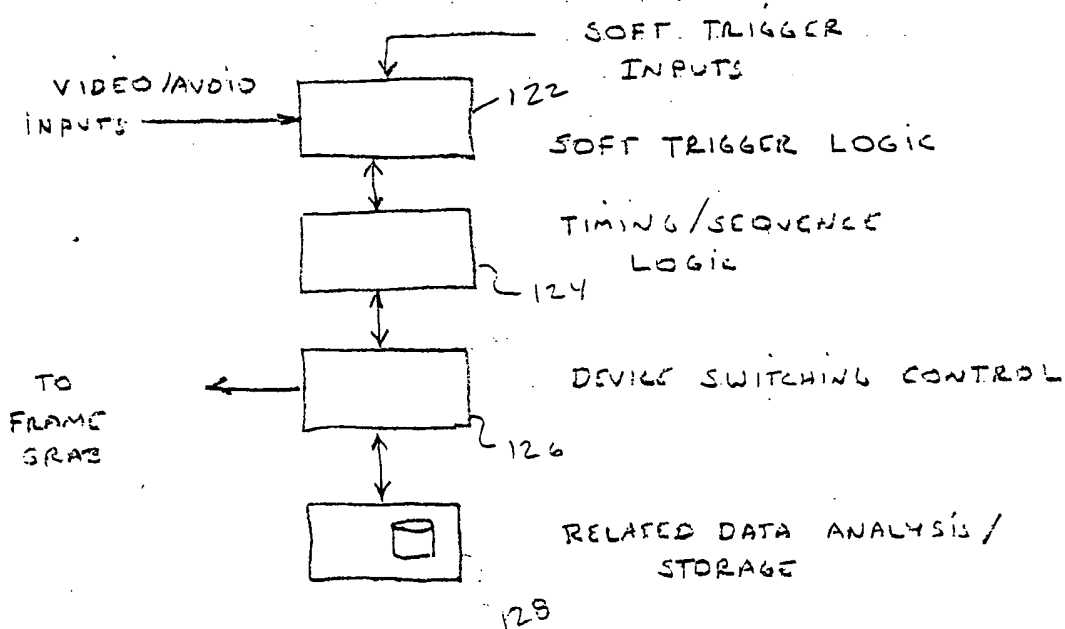 SOFT TRIGGER
INPUTS
VIDEO/AUDIO
INPUTS
122
SOFT TRIGGER LOGIC
TIMING/SEQUENCE
LOGIC
124
TO
FRAME
GRAB
DEVICE SWITCHING CONTROL
126
RELATED DATA ANALYSIS/
STORAGE
128